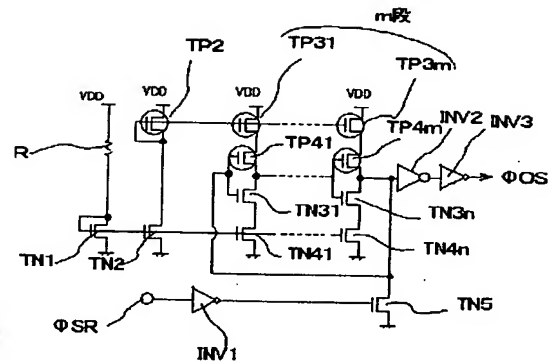 m段
TP2
TP31
TP3m
VDD
VDD
VDD
VDD
INV2
INV3
R
TP41
TP4m
ΦOS
TN31
TN3n
TN1
TN2
TN41
TN4n
ΦSR
INV1
TN5